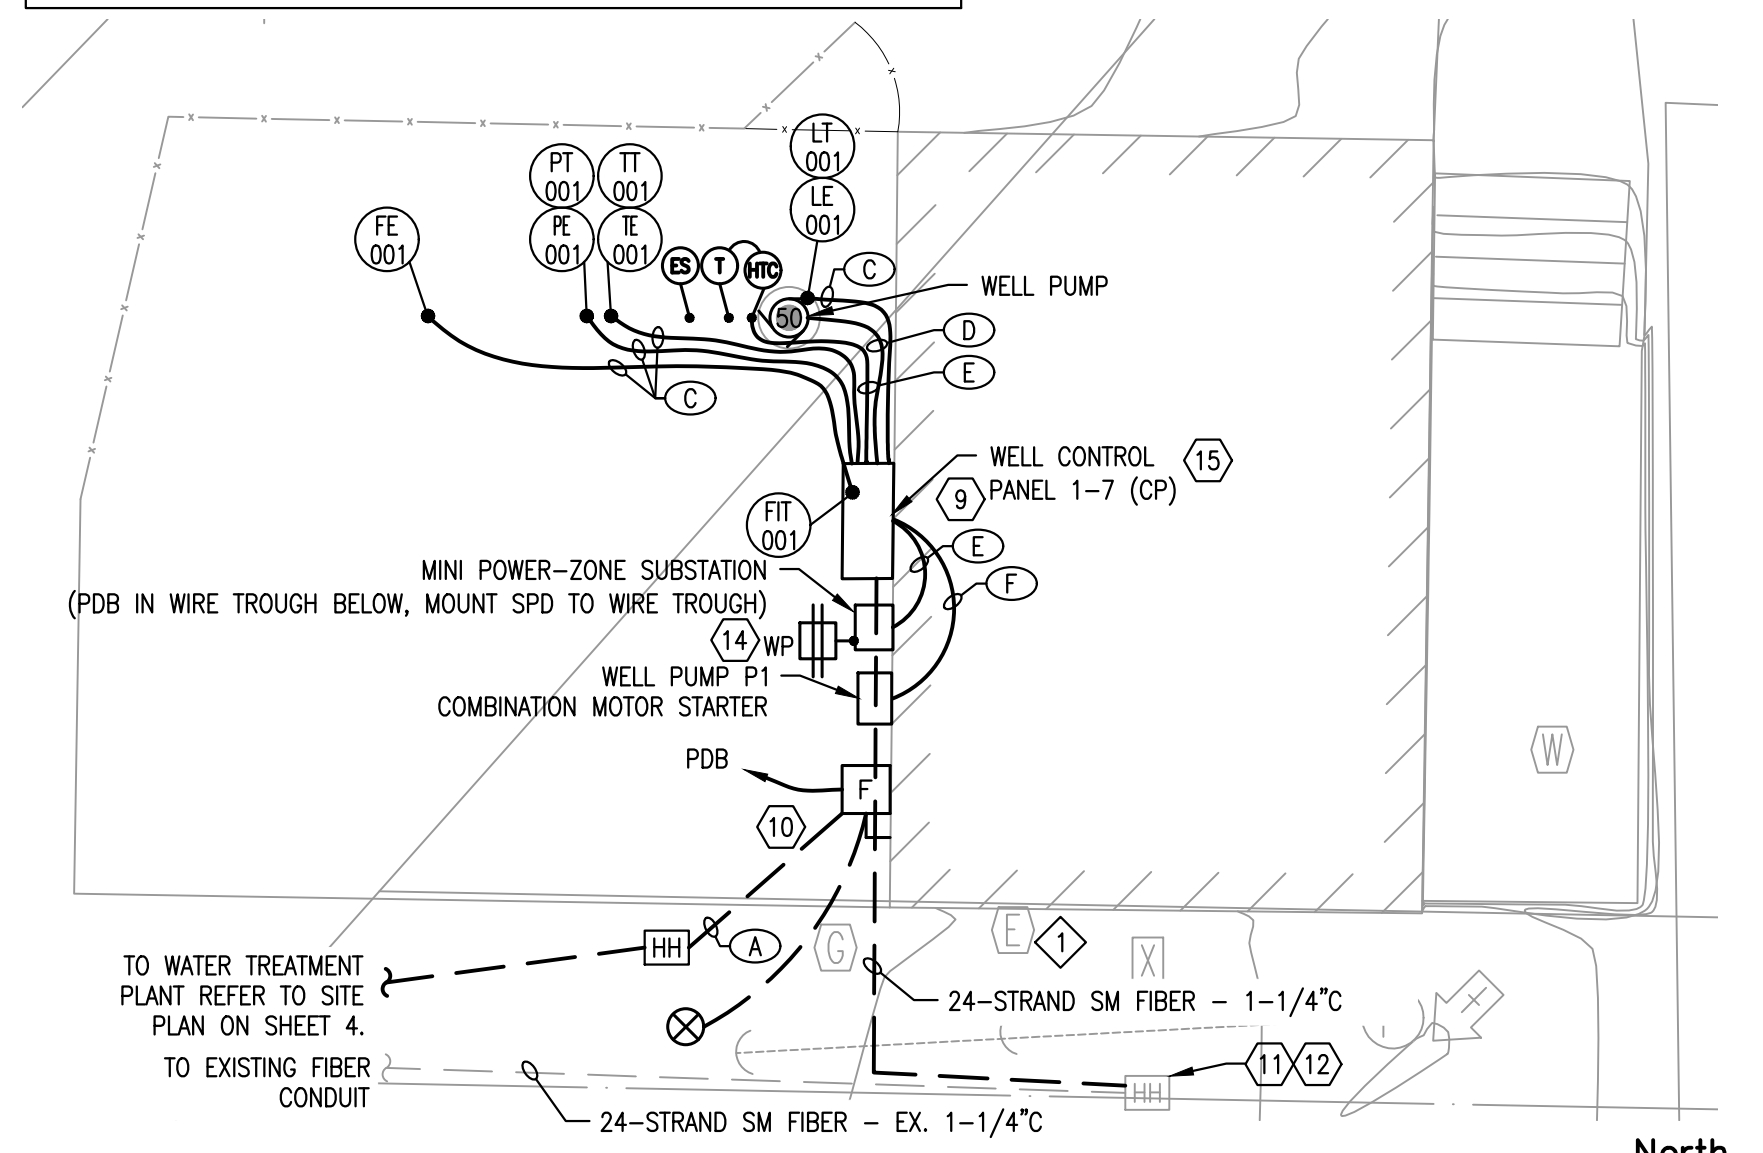 LT
001
PT
001
TT
001
LE
001
FE
001
PE
001
TE
001
ES
T
HTC
C
50
WELL PUMP
D
E
C
WELL CONTROL
PANEL 1-7 (CP)
15
9
FIT
001
E
F
MINI POWER-ZONE SUBSTATION
(PDB IN WIRE TROUGH BELOW, MOUNT SPD TO WIRE TROUGH)
14
WP
WELL PUMP P1
COMBINATION MOTOR STARTER
W
PDB
F
10
HH
A
G
E
1
X
TO WATER TREATMENT
PLANT REFER TO SITE
PLAN ON SHEET 4.
24-STRAND SM FIBER - 1-1/4"C
H
TO EXISTING FIBER
CONDUIT
11
12
HH
24-STRAND SM FIBER - EX. 1-1/4"C
North